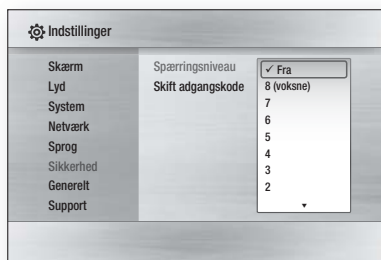 Indstillinger
Skærm
Lyd
System
Netværk
Sprog
Sikkerhed
Generelt
Support
Spærringsniveau
Skift adgangskode
✓ Fra
8 (voksne)
7
6
5
4
3
2